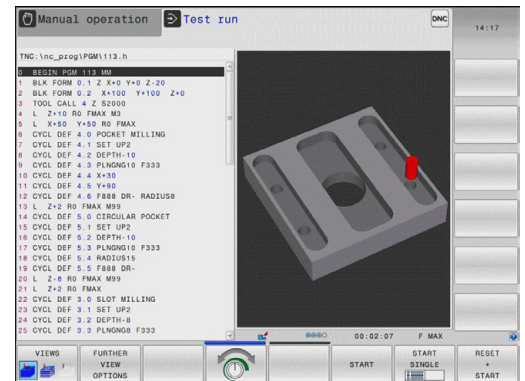 Manual operation
Test run
DNC
14:17
TNC:\nc_prog\PGM\113.h
0 BEGIN PGM 113 MM
1 BLK FORM 0.1 Z X+0 Y+0 Z-20
2 BLK FORM 0.2 X+100 Y+100 Z+0
3 TOOL CALL 4 Z S2000
4 L Z+10 R0 FMAX M3
5 L X+50 Y+50 R0 FMAX
6 CYCL DEF 4.0 POCKET MILLING
7 CYCL DEF 4.1 SET UP2
8 CYCL DEF 4.2 DEPTH-10
9 CYCL DEF 4.3 PLNGNG10 F333
10 CYCL DEF 4.4 X+30
11 CYCL DEF 4.5 Y+90
12 CYCL DEF 4.6 F888 DR- RADIUS8
13 L Z+2 R0 FMAX M99
14 CYCL DEF 5.0 CIRCULAR POCKET
15 CYCL DEF 5.1 SET UP2
16 CYCL DEF 5.2 DEPTH-10
17 CYCL DEF 5.3 PLNGNG10 F333
18 CYCL DEF 5.4 RADIUS15
19 CYCL DEF 5.5 F888 DR-
20 L Z-8 R0 FMAX M99
21 L Z+2 R0 FMAX
22 CYCL DEF 3.0 SLOT MILLING
23 CYCL DEF 3.1 SET UP2
24 CYCL DEF 3.2 DEPTH-8
25 CYCL DEF 3.3 PLNGNG8 F333
00:02:07 F MAX
VIEWS
FURTHER
VIEW
OPTIONS
START
START
SINGLE
RESET
+
START